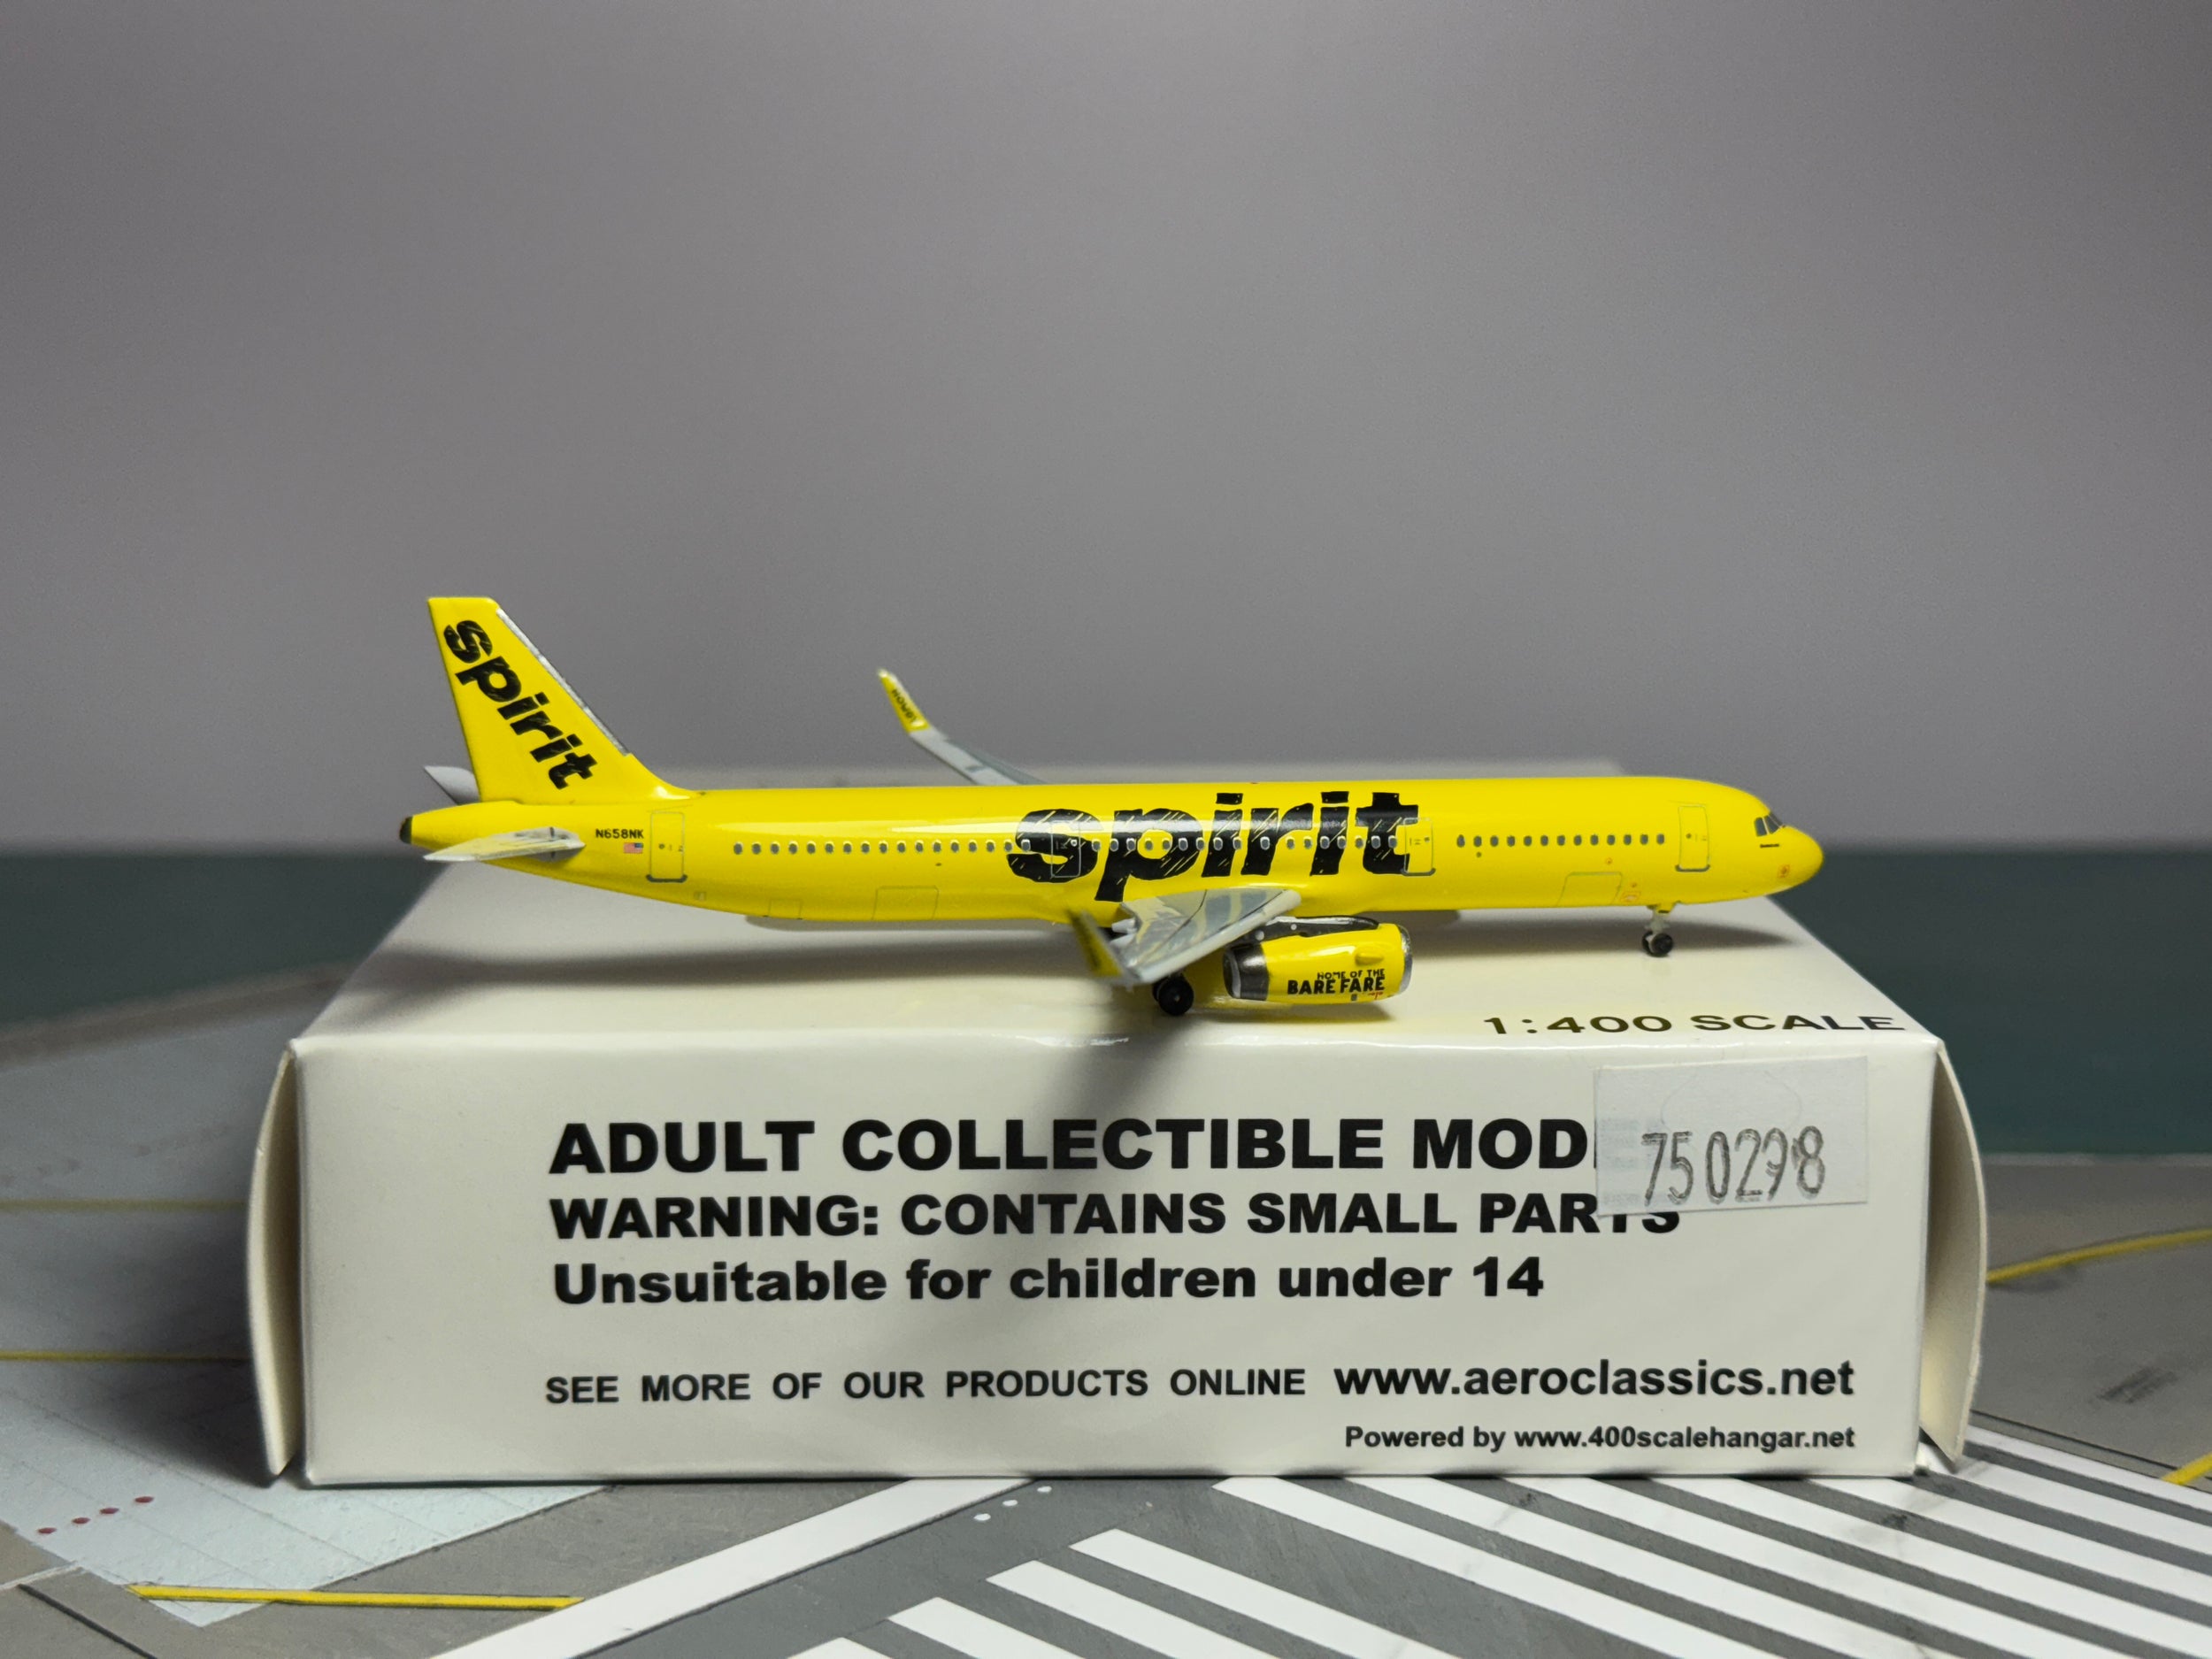 spirit
spirit
N658NK
HOWDY
HOME OF THE
BARE FARE
1:400 SCALE
ADULT COLLECTIBLE MOD
750298
WARNING: CONTAINS SMALL PARTS
Unsuitable for children under 14
SEE MORE OF OUR PRODUCTS ONLINE www.aeroclassics.net
Powered by www.400scalehangar.net